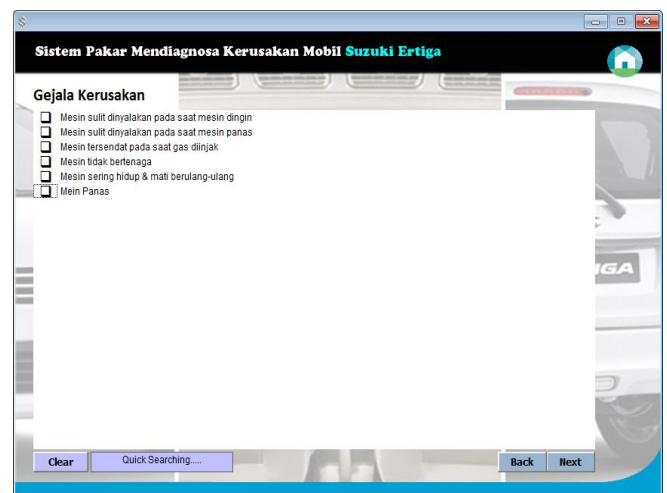 Sistem Pakar Mendiagnosa Kerusakan Mobil Suzuki Ertiga
Gejala Kerusakan
Mesin sulit dinyalakan pada saat mesin dingin
Mesin sulit dinyalakan pada saat mesin panas
Mesin tersendat pada saat gas diinjak
Mesin tidak bertenaga
Mesin sering hidup & mati berulang-ulang
Mein Panas
IGA
Clear
Quick Searching.....
Back
Next